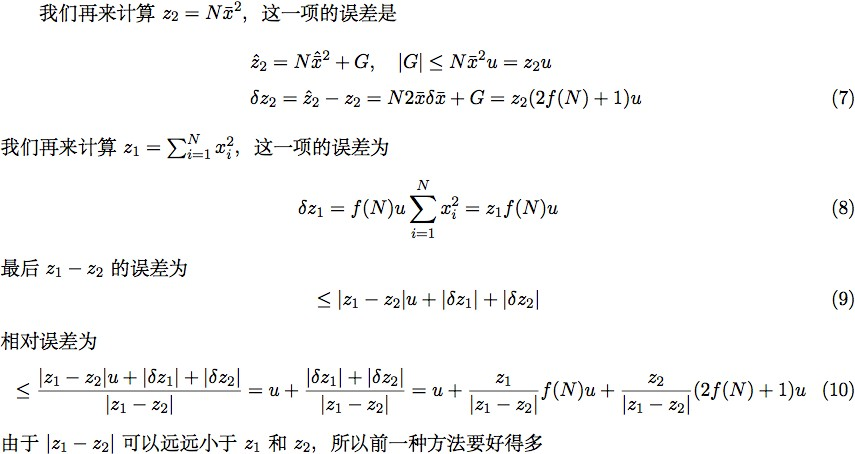 我们再来计算 $z_2 = N\bar{x}^2$，这一项的误差是
$\hat{z}_2 = N\hat{\bar{x}}^2 + G, \quad |G| \leq N\bar{x}^2 u = z_2 u$
$\delta z_2 = \hat{z}_2 - z_2 = N2\bar{x}\delta\bar{x} + G = z_2(2f(N) + 1)u \quad (7)$
我们再来计算 $z_1 = \sum_{i=1}^{N} x_i^2$，这一项的误差为
$\delta z_1 = f(N)u \sum_{i=1}^{N} x_i^2 = z_1 f(N)u \quad (8)$
最后 $z_1 - z_2$ 的误差为
$\leq |z_1 - z_2|u + |\delta z_1| + |\delta z_2| \quad (9)$
相对误差为
$\leq \frac{|z_1 - z_2|u + |\delta z_1| + |\delta z_2|}{|z_1 - z_2|} = u + \frac{|\delta z_1| + |\delta z_2|}{|z_1 - z_2|} = u + \frac{z_1}{|z_1 - z_2|}f(N)u + \frac{z_2}{|z_1 - z_2|}(2f(N) + 1)u \quad (10)$
由于 $|z_1 - z_2|$ 可以远远小于 $z_1$ 和 $z_2$，所以前一种方法要好得多